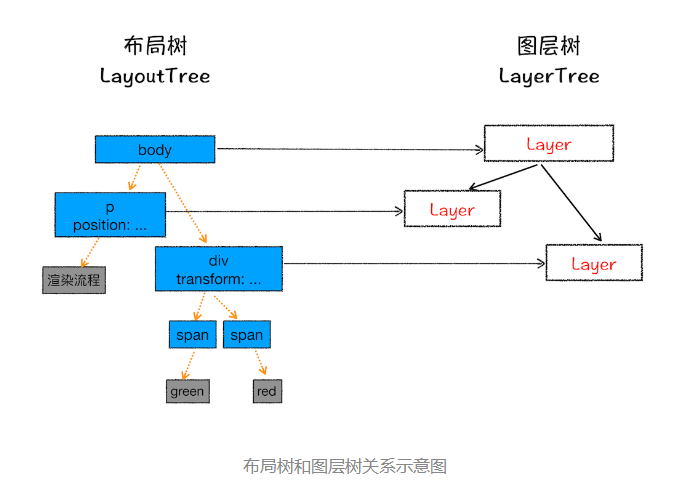 布局树
LayoutTree
图层树
LayerTree
body
Layer
p
position: ...
Layer
div
transform: ...
Layer
渲染流程
span
span
green
red
布局树和图层树关系示意图